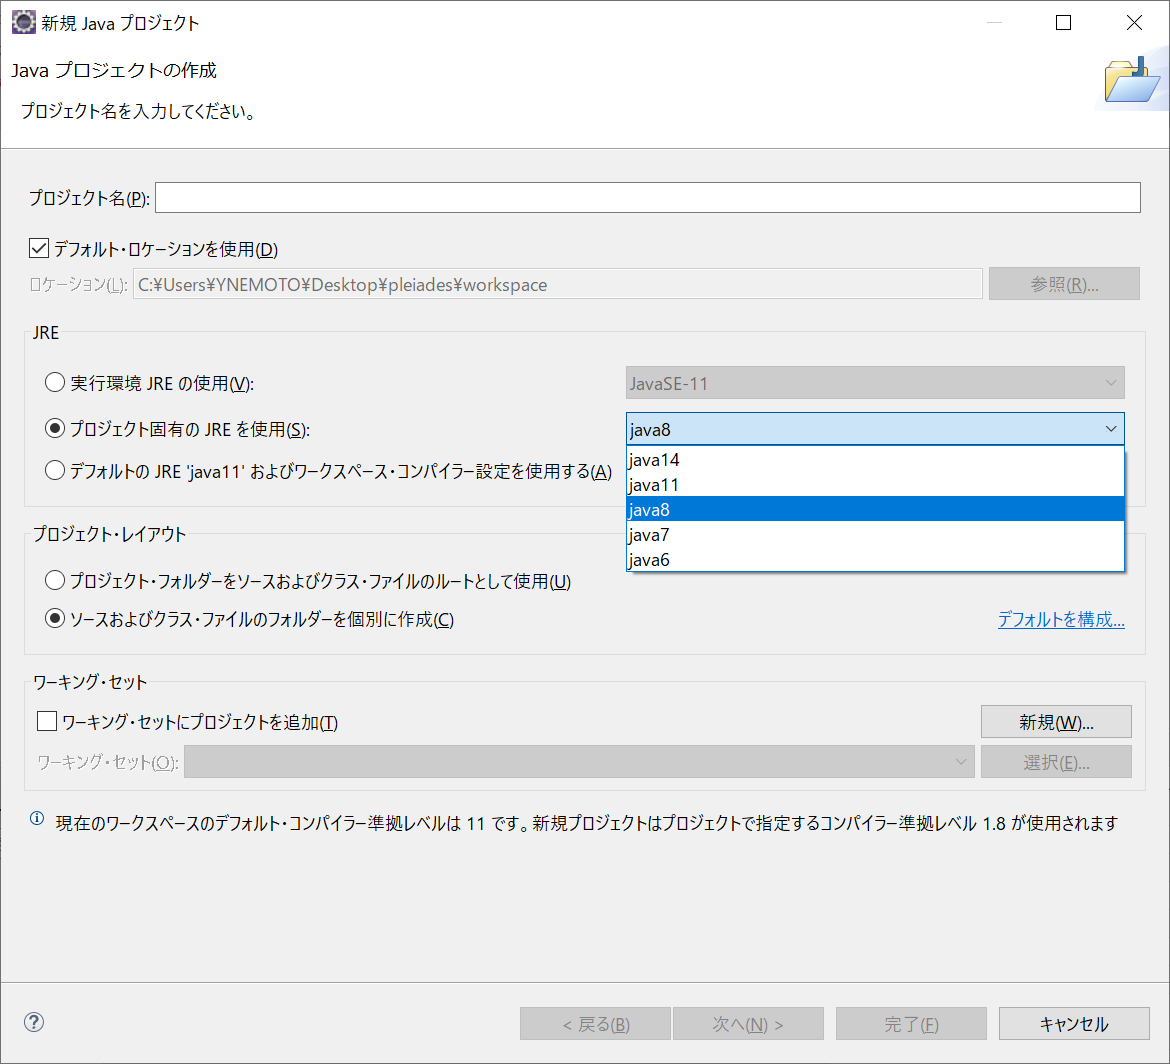 新規 Java プロジェクト
Java プロジェクトの作成
プロジェクト名を入力してください。
プロジェクト名(P):
デフォルト・ロケーションを使用(D)
ロケーション(L): C:¥Users¥YNEMOTO¥Desktop¥pleiades¥workspace 参照(R)...
JRE
実行環境 JRE の使用(V): JavaSE-11
プロジェクト固有の JRE を使用(S): java8
デフォルトの JRE 'java11' およびワークスペース・コンパイラー設定を使用する(A)
java14
java11
java8
java7
java6
プロジェクト・レイアウト
プロジェクト・フォルダーをソースおよびクラス・ファイルのルートとして使用(U)
ソースおよびクラス・ファイルのフォルダーを個別に作成(C) デフォルトを構成...
ワーキング・セット
ワーキング・セットにプロジェクトを追加(T) 新規(W)...
ワーキング・セット(O): 選択(E)...
現在のワークスペースのデフォルト・コンパイラー準拠レベルは 11 です。新規プロジェクトはプロジェクトで指定するコンパイラー準拠レベル 1.8 が使用されます
< 戻る(B) 次へ(N) > 完了(F) キャンセル